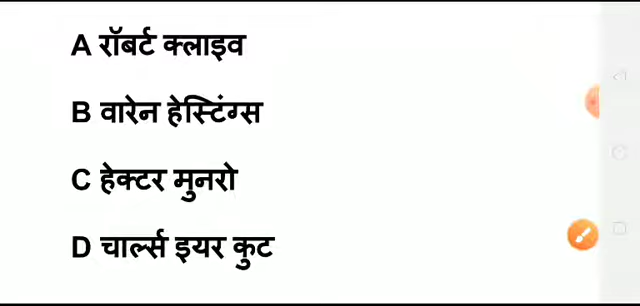 A रॉबर्ट क्लाइव
B वारेन हेस्टिंग्स
C हेक्टर मुनरो
D चार्ल्स इयर कुट